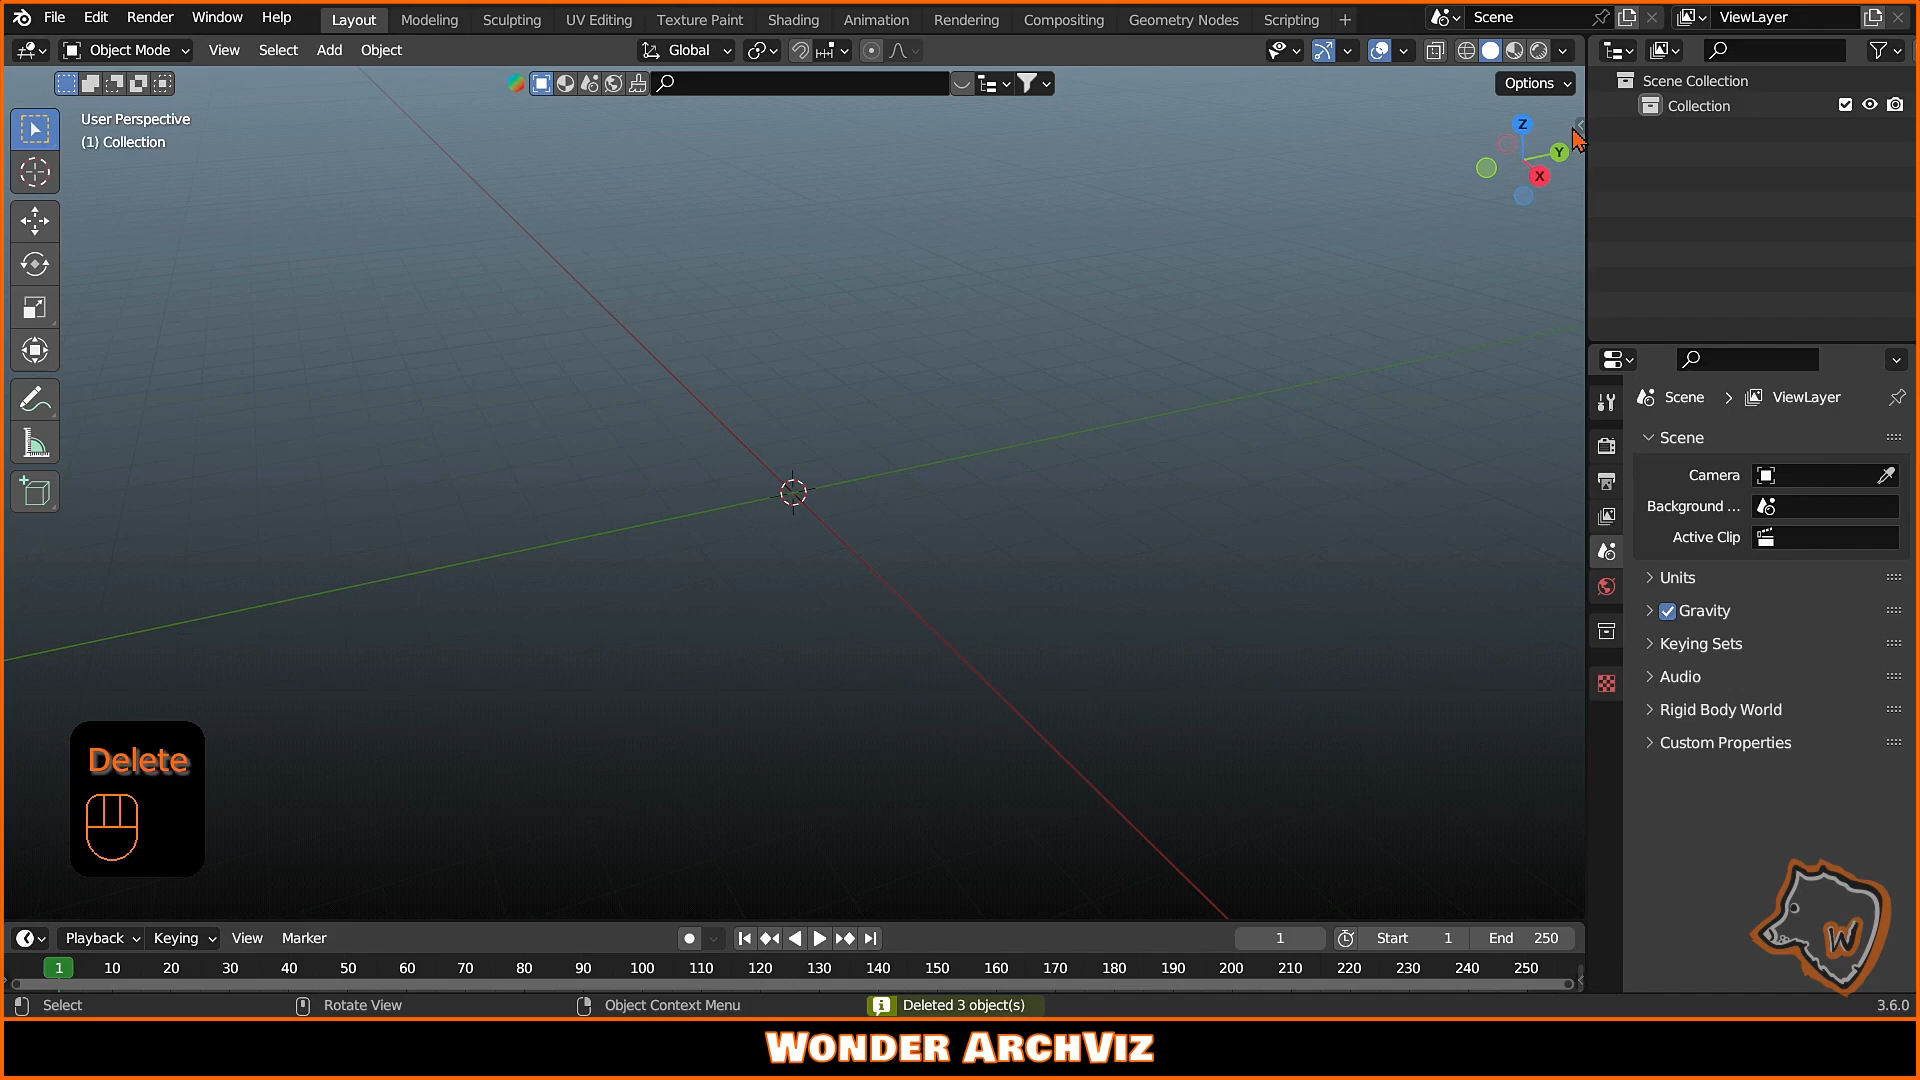 File Edit Render Window Help Layout Modeling Sculpting UV Editing Texture Paint Shading Animation Rendering Compositing Geometry Nodes Scripting + Scene ViewLayer
Object Mode View Select Add Object Global
Options
Scene Collection
Collection
User Perspective
(1) Collection
Z
Y
X
Scene > ViewLayer
Scene
Camera
Background ...
Active Clip
Units
Gravity
Keying Sets
Audio
Rigid Body World
Custom Properties
Delete
W
Playback Keying View Marker 1 Start 1 End 250
1 10 20 30 40 50 60 70 80 90 100 110 120 130 140 150 160 170 180 190 200 210 220 230 240 250
Select Rotate View Object Context Menu Deleted 3 object(s) 3.6.0
WONDER ARCHVIZ